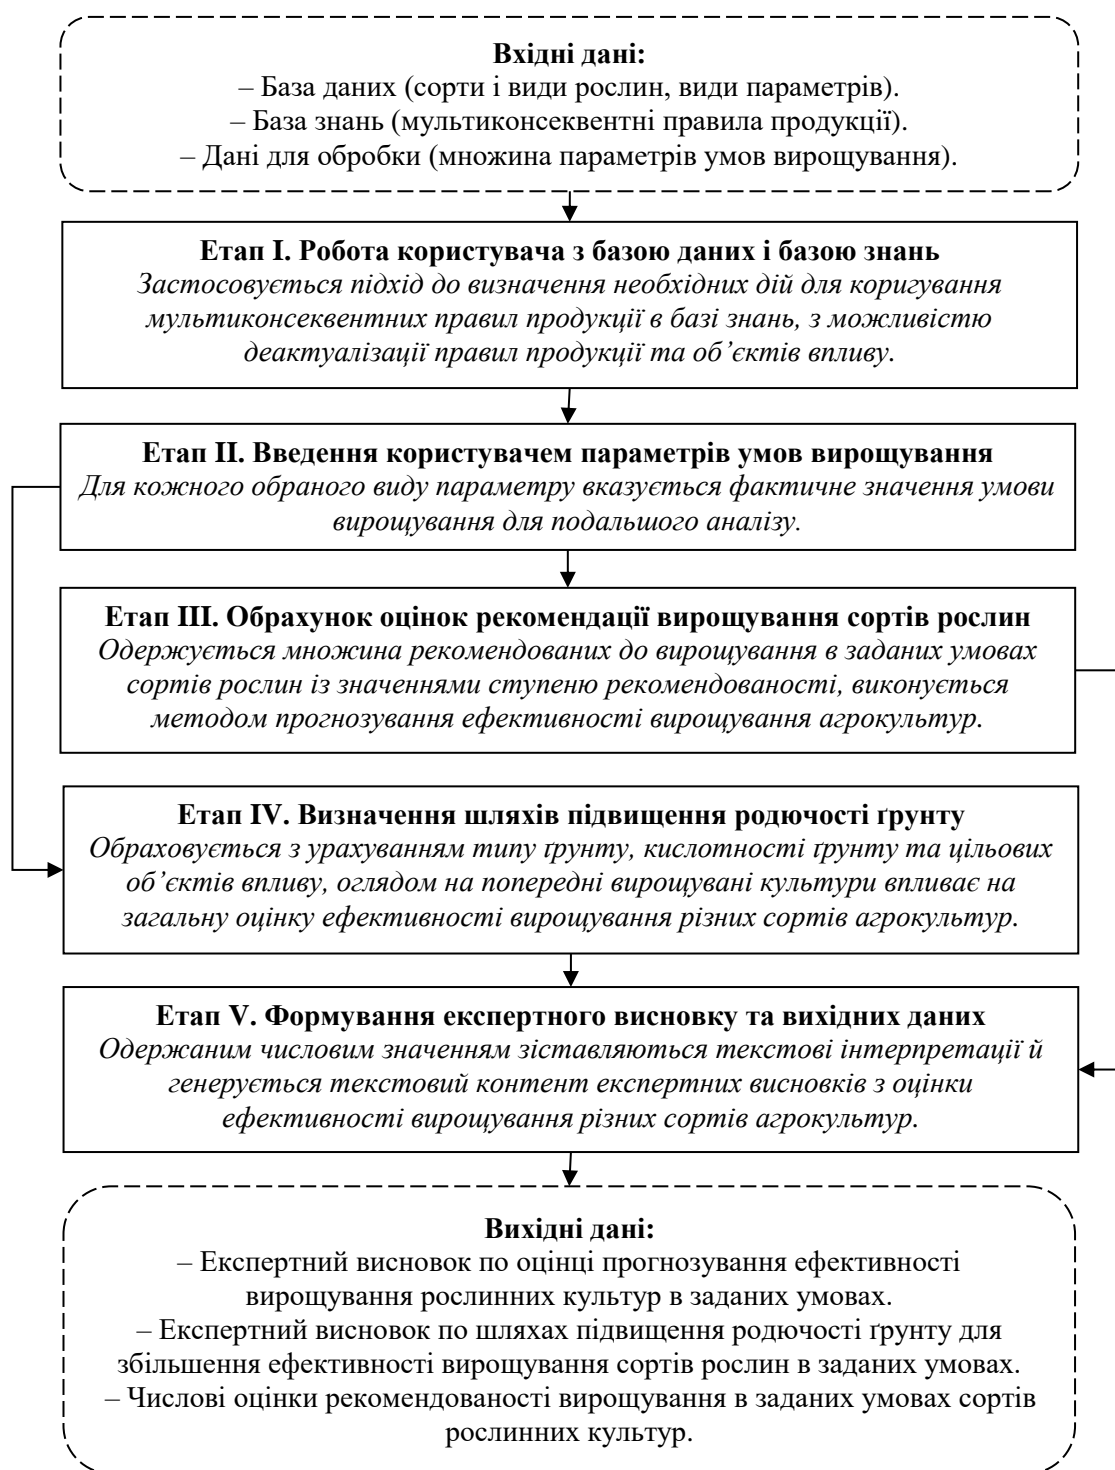 Вхідні дані:
– База даних (сорти і види рослин, види параметрів).
– База знань (мультиконсеквентні правила продукції).
– Дані для обробки (множина параметрів умов вирощування).
Етап І. Робота користувача з базою даних і базою знань
Застосовується підхід до визначення необхідних дій для коригування
мультиконсеквентних правил продукції в базі знань, з можливістю
деактуалізації правил продукції та об’єктів впливу.
Етап ІІ. Введення користувачем параметрів умов вирощування
Для кожного обраного виду параметру вказується фактичне значення умови
вирощування для подальшого аналізу.
Етап ІІІ. Обрахунок оцінок рекомендації вирощування сортів рослин
Одержується множина рекомендованих до вирощування в заданих умовах
сортів рослин із значеннями ступеню рекомендованості, виконується
методом прогнозування ефективності вирощування агрокультур.
Етап IV. Визначення шляхів підвищення родючості ґрунту
Обраховується з урахуванням типу ґрунту, кислотності ґрунту та цільових
об’єктів впливу, оглядом на попередні вирощувані культури впливає на
загальну оцінку ефективності вирощування різних сортів агрокультур.
Етап V. Формування експертного висновку та вихідних даних
Одержаним числовим значенням зіставляються текстові інтерпретації й
генерується текстовий контент експертних висновків з оцінки
ефективності вирощування різних сортів агрокультур.
Вихідні дані:
– Експертний висновок по оцінці прогнозування ефективності
вирощування рослинних культур в заданих умовах.
– Експертний висновок по шляхах підвищення родючості ґрунту для
збільшення ефективності вирощування сортів рослин в заданих умовах.
– Числові оцінки рекомендованості вирощування в заданих умовах сортів
рослинних культур.